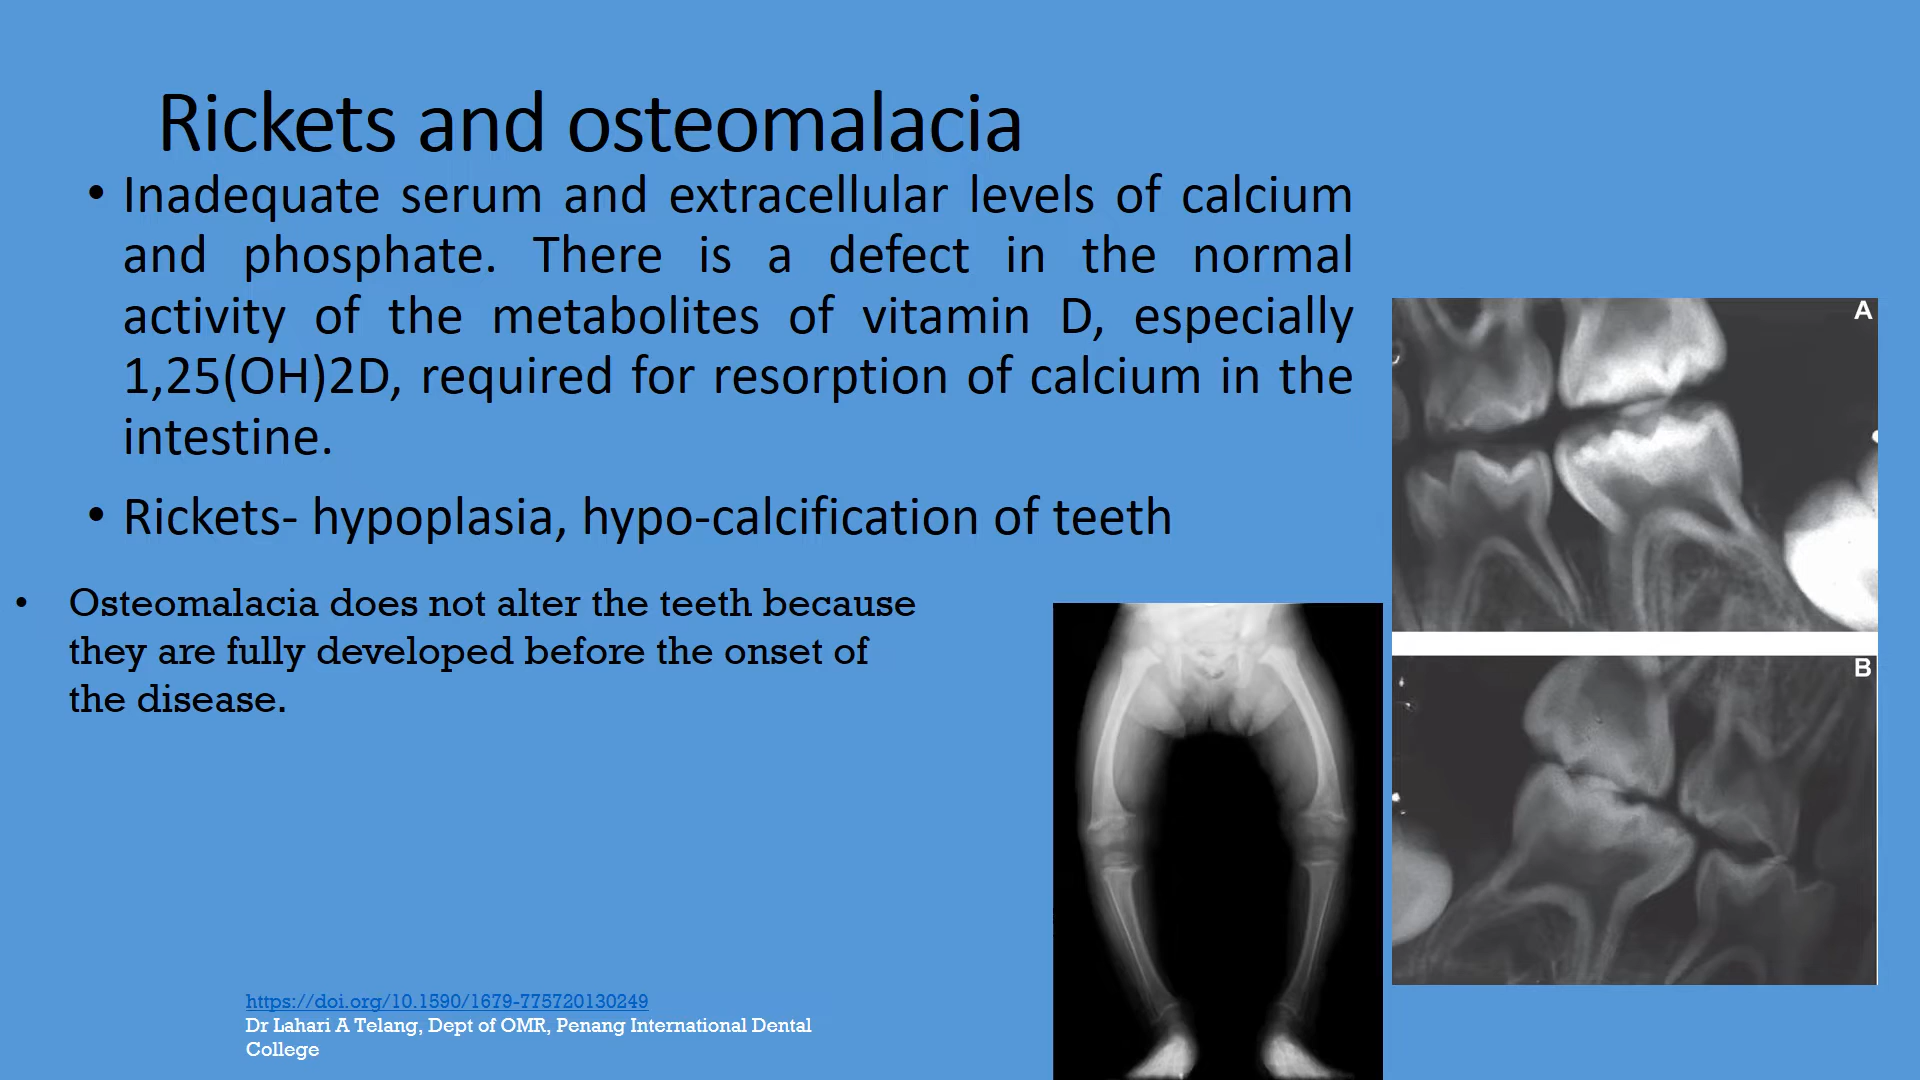 Rickets and osteomalacia
• Inadequate serum and extracellular levels of calcium
and phosphate. There is a defect in the normal
activity of the metabolites of vitamin D, especially
1,25(OH)2D, required for resorption of calcium in the
intestine.
• Rickets- hypoplasia, hypo-calcification of teeth
• Osteomalacia does not alter the teeth because
they are fully developed before the onset of
the disease.
A
B
https://doi.org/10.1590/1679-775720130249
Dr Lahari A Telang, Dept of OMR, Penang International Dental
College